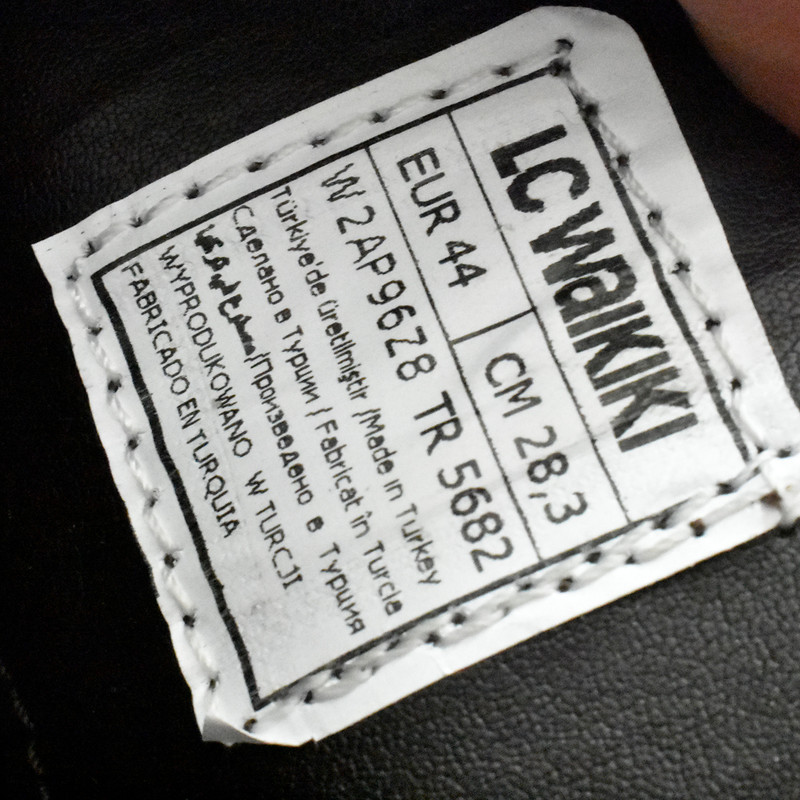 LC WAIKIKI
EUR 44 CM 28,3
W 2AP96Z8 TR 5682
Türkiye'de üretilmiştir /Made in Turkey
Сделано в Турции / Fabricat în Turcia
/Произведено в Турция
WYPRODUKOWANO W TURCJI
FABRICADO EN TURQUIA